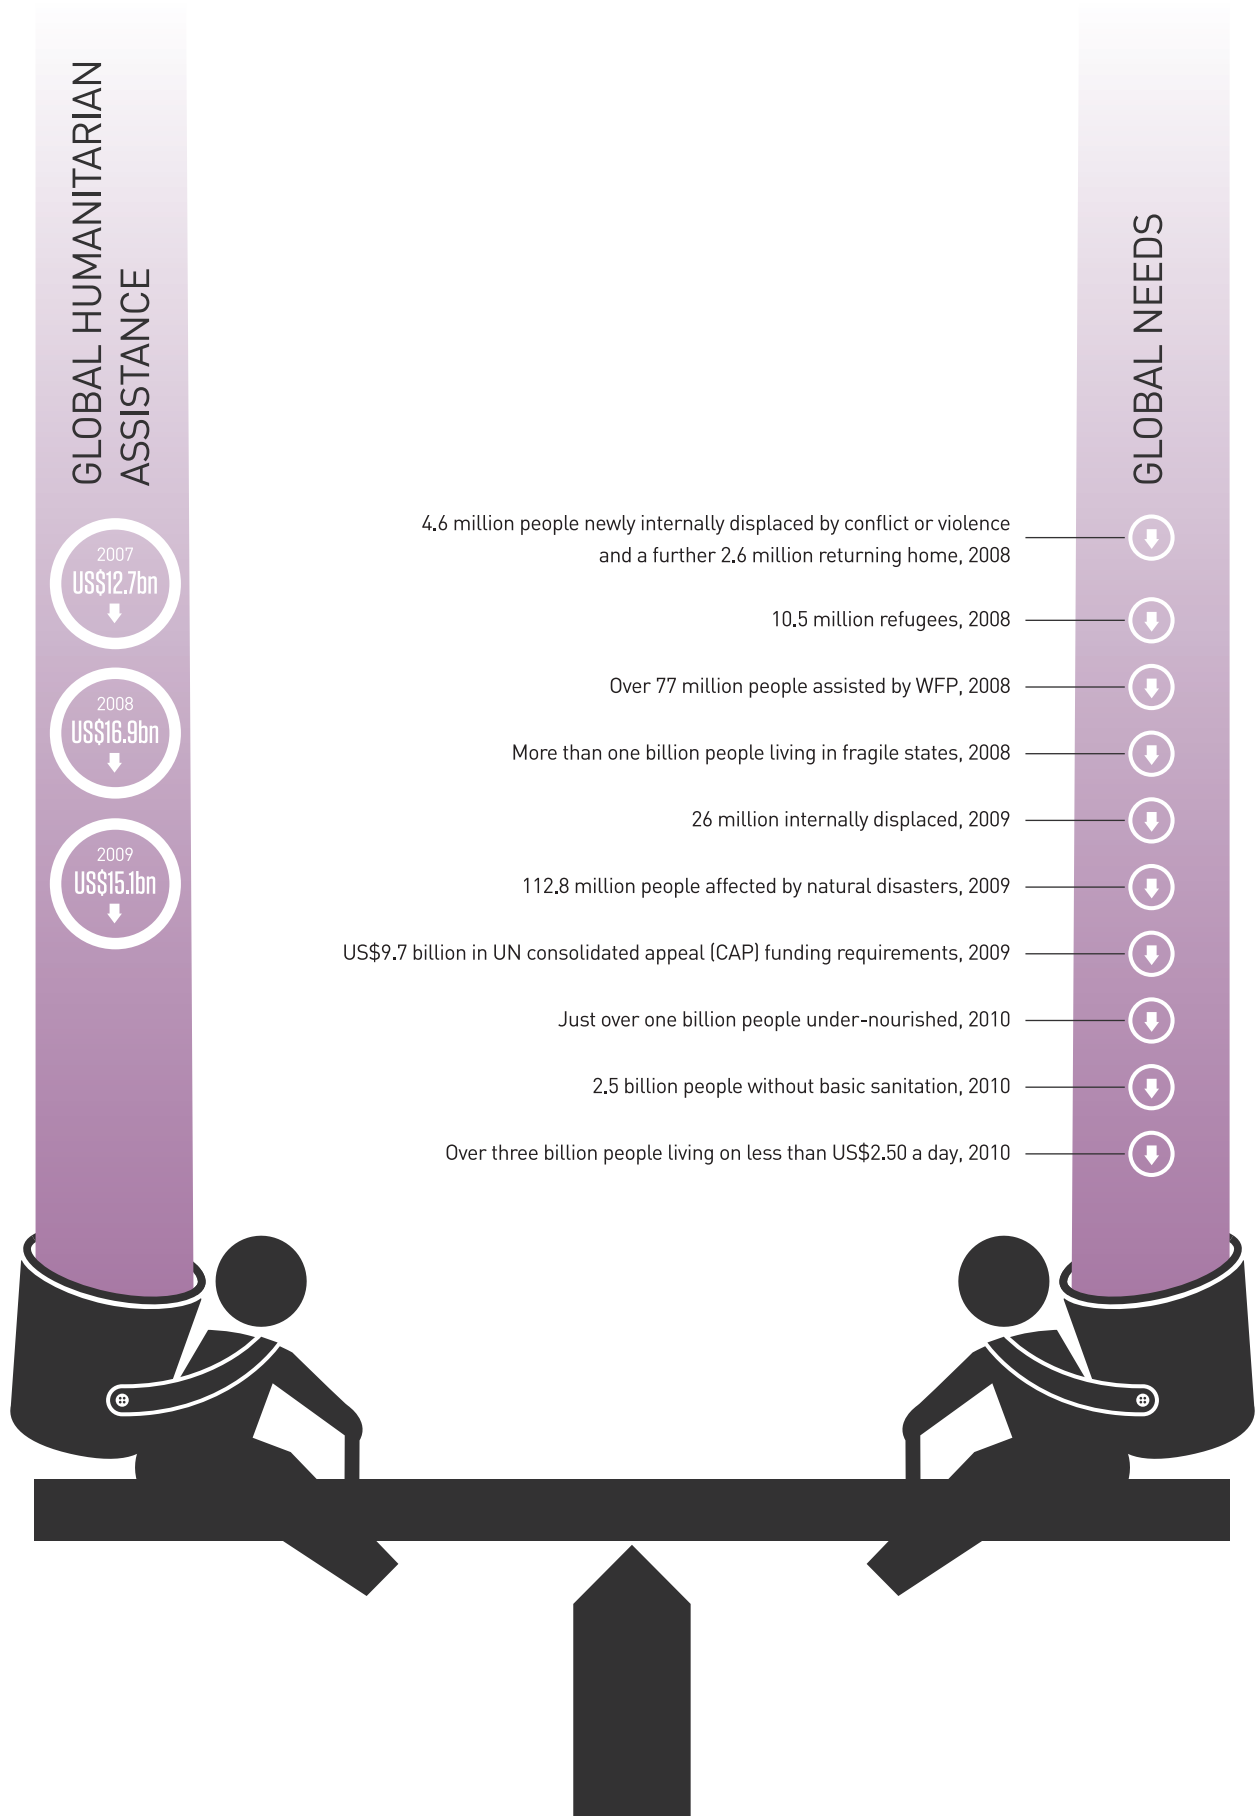 GLOBAL HUMANITARIAN
ASSISTANCE
2007
US$12.7bn
2008
US$16.9bn
2009
US$15.1bn
GLOBAL NEEDS
4.6 million people newly internally displaced by conflict or violence
and a further 2.6 million returning home, 2008
10.5 million refugees, 2008
Over 77 million people assisted by WFP, 2008
More than one billion people living in fragile states, 2008
26 million internally displaced, 2009
112.8 million people affected by natural disasters, 2009
US$9.7 billion in UN consolidated appeal (CAP) funding requirements, 2009
Just over one billion people under-nourished, 2010
2.5 billion people without basic sanitation, 2010
Over three billion people living on less than US$2.50 a day, 2010